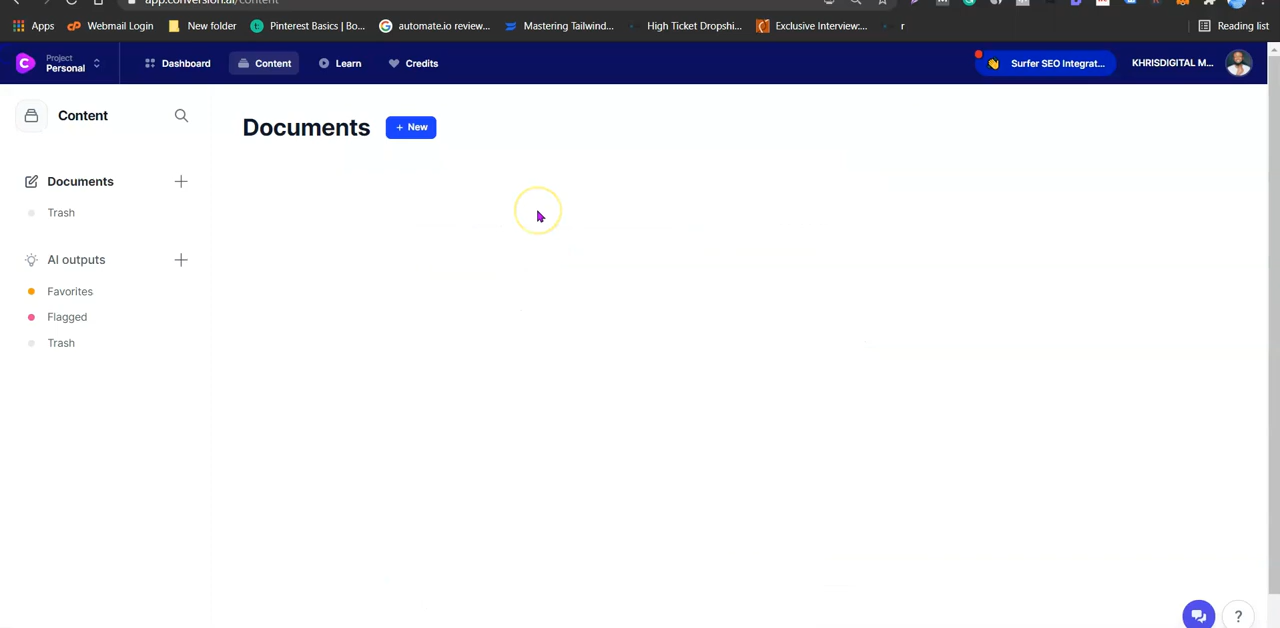 app.conversion.ai/content
Apps
cP Webmail Login
New folder
Pinterest Basics | Bo...
automate.io review...
Mastering Tailwind...
High Ticket Dropshi...
Exclusive Interview:...
r
Reading list
C
Project
Personal
Dashboard
Content
Learn
Credits
Surfer SEO Integrat...
KHRISDIGITAL M...
Content
Documents
+ New
Documents
Trash
AI outputs
Favorites
Flagged
Trash
?